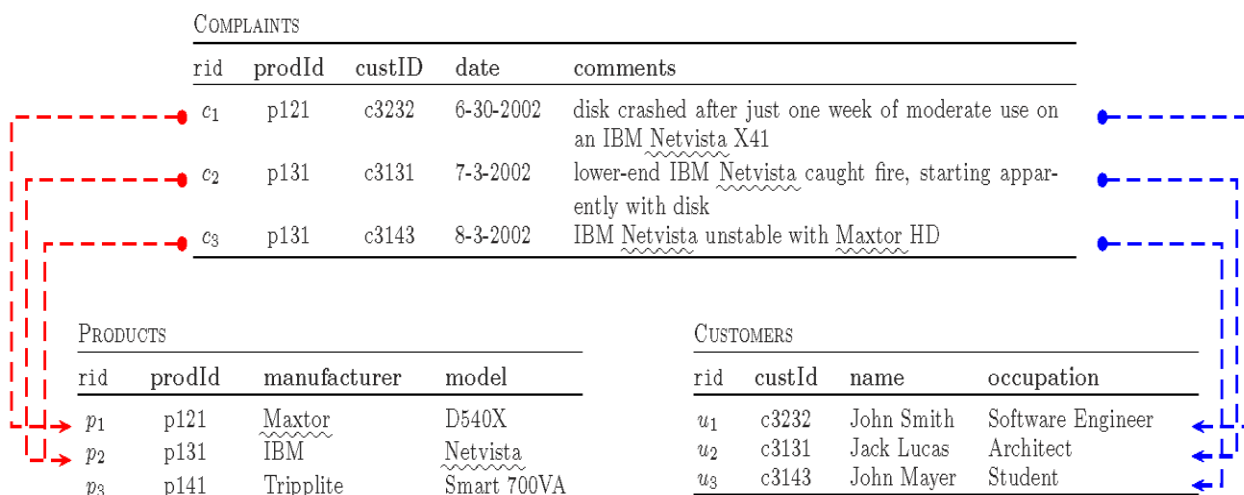 COMPLAINTS
rid prodId custID date comments
c1 p121 c3232 6-30-2002 disk crashed after just one week of moderate use on
an IBM Netvista X41
c2 p131 c3131 7-3-2002 lower-end IBM Netvista caught fire, starting appar-
ently with disk
c3 p131 c3143 8-3-2002 IBM Netvista unstable with Maxtor HD
PRODUCTS
rid prodId manufacturer model
p1 p121 Maxtor D540X
p2 p131 IBM Netvista
p3 p141 Tripplite Smart 700VA
CUSTOMERS
rid custId name occupation
u1 c3232 John Smith Software Engineer
u2 c3131 Jack Lucas Architect
u3 c3143 John Mayer Student